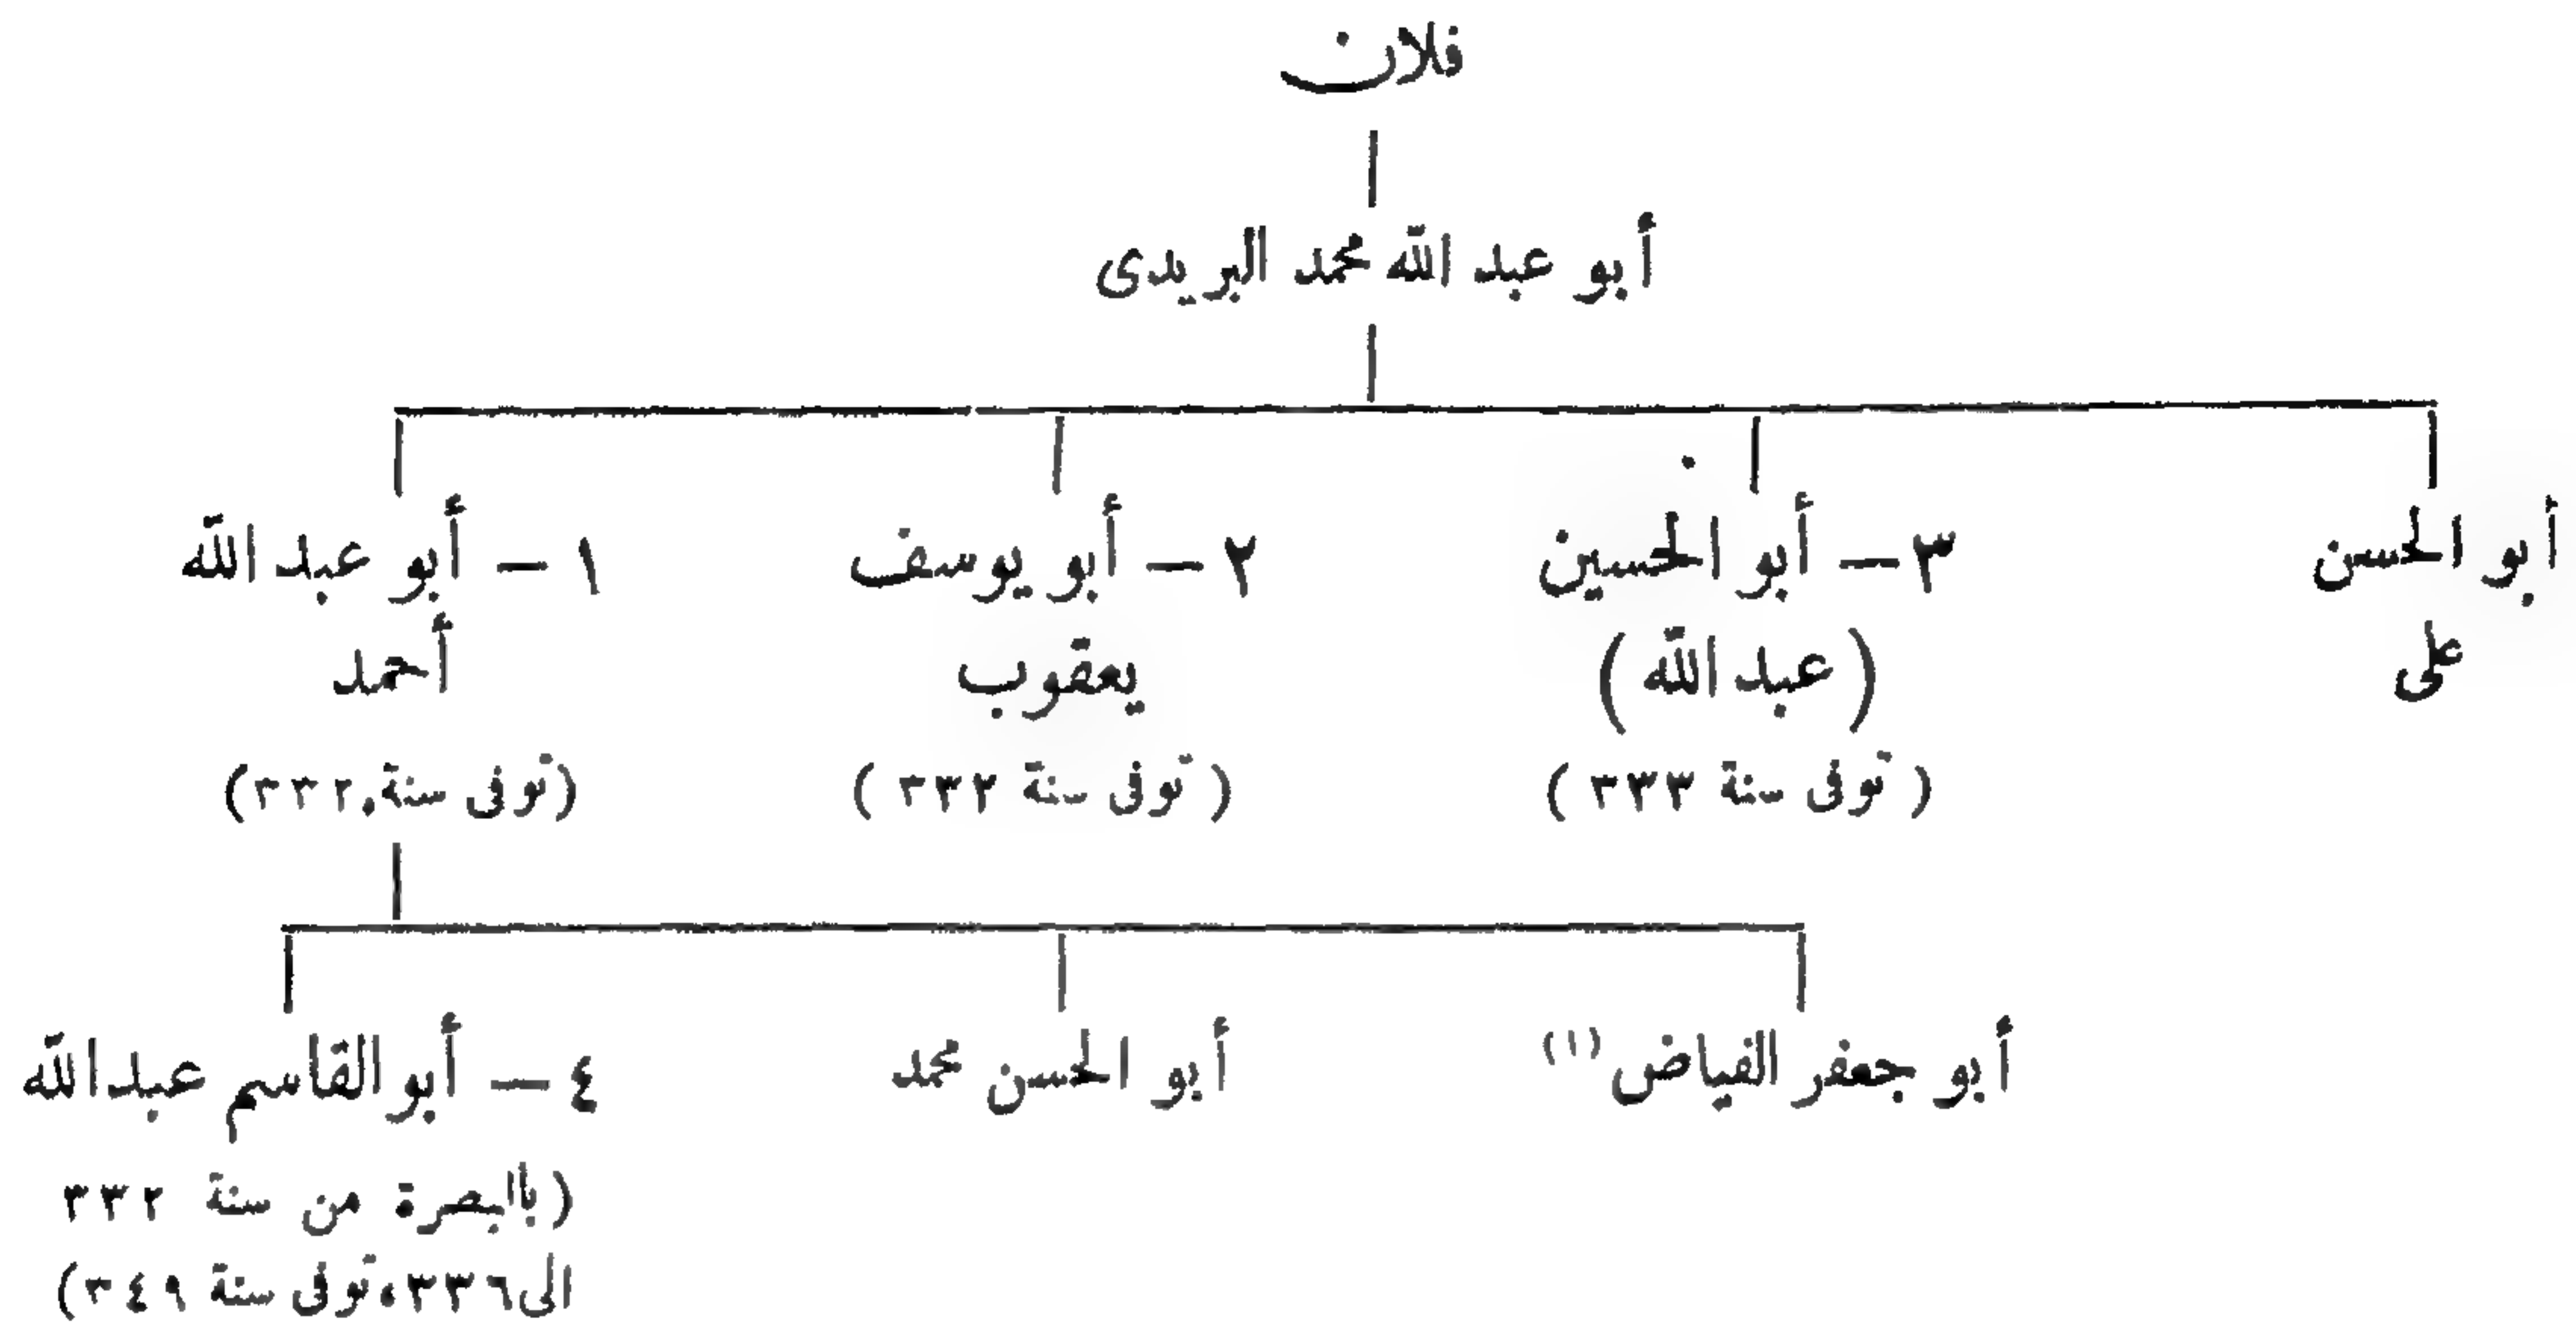 فلان
أبو عبد الله محمد البريدى
أبو الحسن
على
٣ – أبو الحسين
(عبد الله)
(توفى سنة ٣٣٣)
٢ – أبو يوسف
يعقوب
(توفى سنة ٣٣٢)
١ – أبو عبد الله
أحمد
(توفى سنة ٣٣٢)
أبو جعفر الفياض (١)
أبو الحسن محمد
٤ – أبو القاسم عبد الله
(بالبصرة من سنة ٣٣٢
الى ٣٣٦، توفى سنة ٣٤٩)